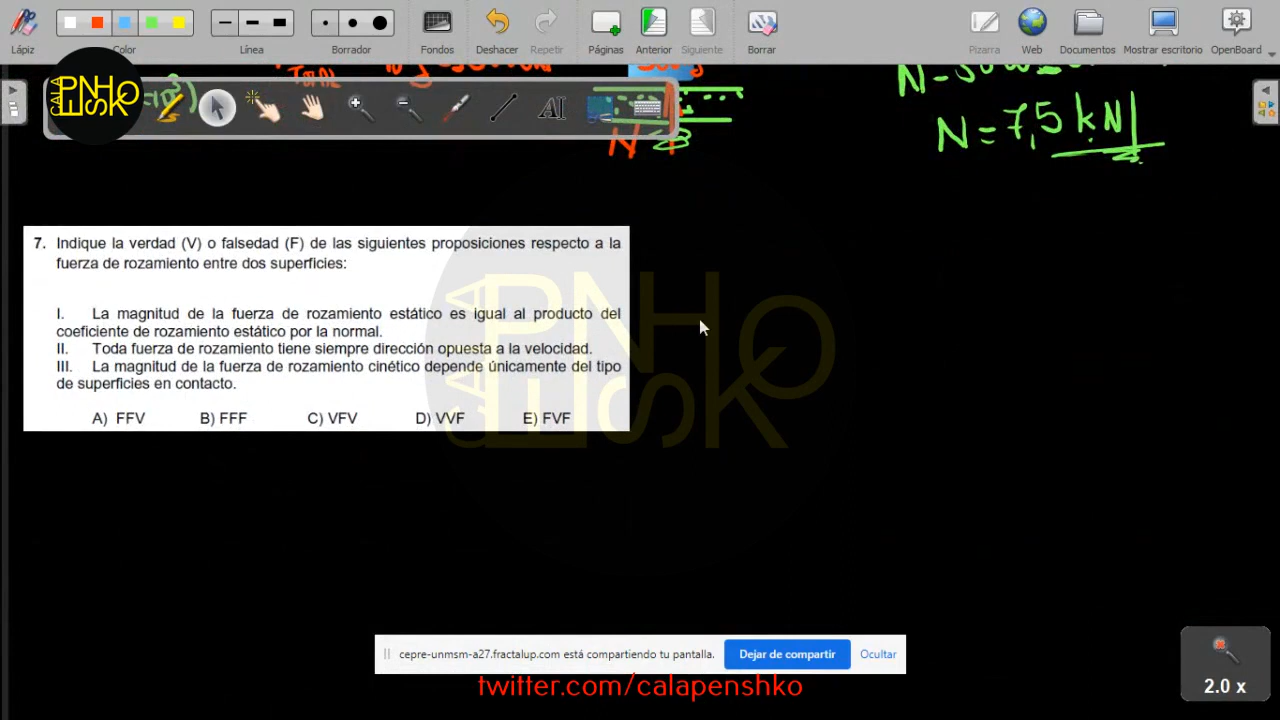 Lápiz Color Línea Borrador Fondos Deshacer Repetir Páginas Anterior Siguiente Borrar Pizarra Web Documentos Mostrar escritorio OpenBoard
CALA PENSHKO
N = 7,5 kN
N
7. Indique la verdad (V) o falsedad (F) de las siguientes proposiciones respecto a la
fuerza de rozamiento entre dos superficies:
I. La magnitud de la fuerza de rozamiento estático es igual al producto del
coeficiente de rozamiento estático por la normal.
II. Toda fuerza de rozamiento tiene siempre dirección opuesta a la velocidad.
III. La magnitud de la fuerza de rozamiento cinético depende únicamente del tipo
de superficies en contacto.
A) FFV B) FFF C) VFV D) VVF E) FVF
CALA PENSHKO
cepre-unmsm-a27.fractalup.com está compartiendo tu pantalla. Dejar de compartir Ocultar
twitter.com/calapenshko
2.0 x